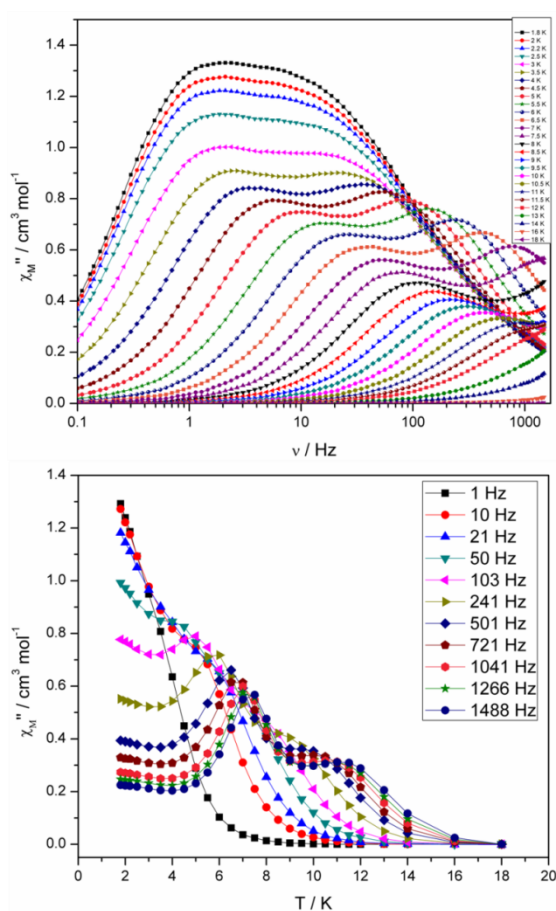 χM'' / cm³ mol⁻¹
1.4
1.2
1.0
0.8
0.6
0.4
0.2
0.0
0.1
1
10
100
1000
ν / Hz
1.8 K
2 K
2.2 K
2.5 K
3 K
3.5 K
4 K
4.5 K
5 K
5.5 K
6 K
6.5 K
7 K
7.5 K
8 K
8.5 K
9 K
9.5 K
10 K
10.5 K
11 K
11.5 K
12 K
13 K
14 K
16 K
18 K
χM'' / cm³ mol⁻¹
1.4
1.2
1.0
0.8
0.6
0.4
0.2
0.0
0
2
4
6
8
10
12
14
16
18
20
T / K
1 Hz
10 Hz
21 Hz
50 Hz
103 Hz
241 Hz
501 Hz
721 Hz
1041 Hz
1266 Hz
1488 Hz